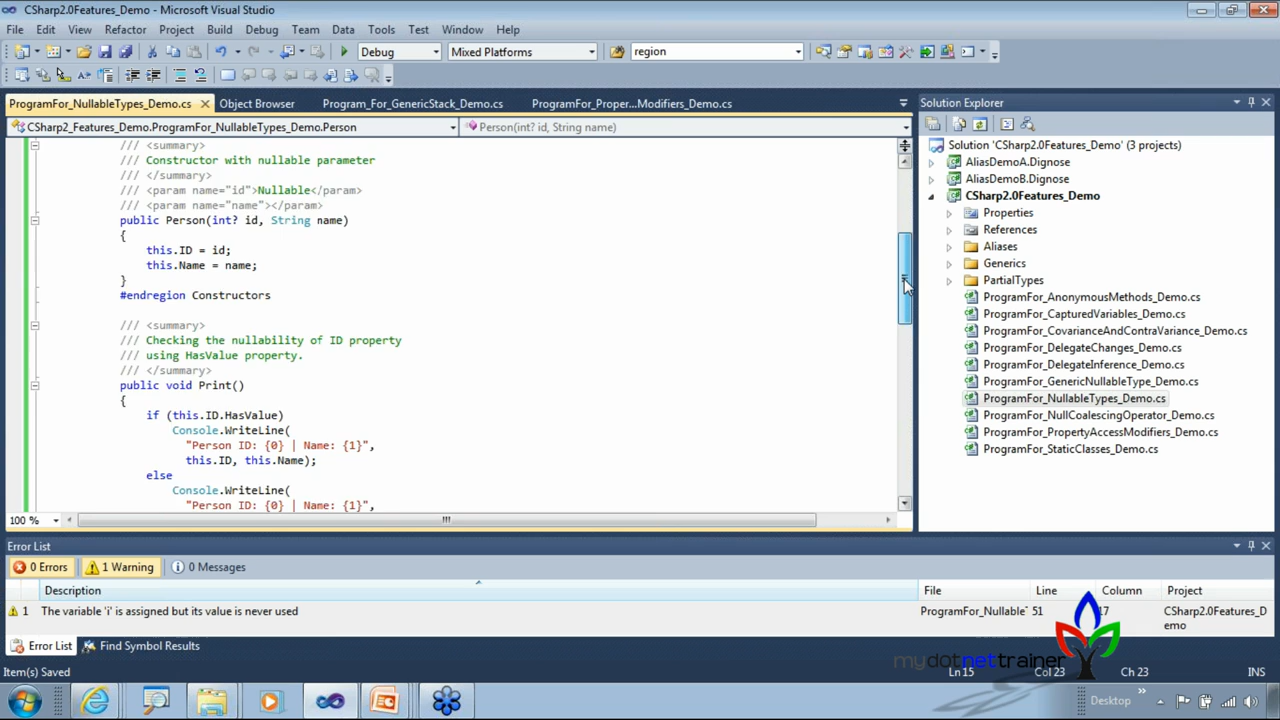 CSharp2.0Features_Demo - Microsoft Visual Studio
File Edit View Refactor Project Build Debug Team Data Tools Test Window Help
Debug Mixed Platforms region
ProgramFor_NullableTypes_Demo.cs Object Browser Program_For_GenericStack_Demo.cs ProgramFor_Proper...Modifiers_Demo.cs
CSharp2_Features_Demo.ProgramFor_NullableTypes_Demo.Person Person(int? id, String name)
/// <summary>
/// Constructor with nullable parameter
/// </summary>
/// <param name="id">Nullable</param>
/// <param name="name"></param>
public Person(int? id, String name)
{
this.ID = id;
this.Name = name;
}
#endregion Constructors
/// <summary>
/// Checking the nullability of ID property
/// using HasValue property.
/// </summary>
public void Print()
{
if (this.ID.HasValue)
Console.WriteLine(
"Person ID: {0} | Name: {1}",
this.ID, this.Name);
else
Console.WriteLine(
"Person ID: {0} | Name: {1}",
100 %
Solution Explorer
Solution 'CSharp2.0Features_Demo' (3 projects)
AliasDemoA.Dignose
AliasDemoB.Dignose
CSharp2.0Features_Demo
Properties
References
Aliases
Generics
PartialTypes
ProgramFor_AnonymousMethods_Demo.cs
ProgramFor_CapturedVariables_Demo.cs
ProgramFor_CovarianceAndContraVariance_Demo.cs
ProgramFor_DelegateChanges_Demo.cs
ProgramFor_DelegateInference_Demo.cs
ProgramFor_GenericNullableType_Demo.cs
ProgramFor_NullableTypes_Demo.cs
ProgramFor_NullCoalescingOperator_Demo.cs
ProgramFor_PropertyAccessModifiers_Demo.cs
ProgramFor_StaticClasses_Demo.cs
Error List
0 Errors 1 Warning 0 Messages
Description File Line Column Project
1 The variable 'i' is assigned but its value is never used ProgramFor_Nullable 51 17 CSharp2.0Features_D
emo
Error List Find Symbol Results
mydotnettrainer
Item(s) Saved Ln 15 Col 23 Ch 23 INS
Desktop